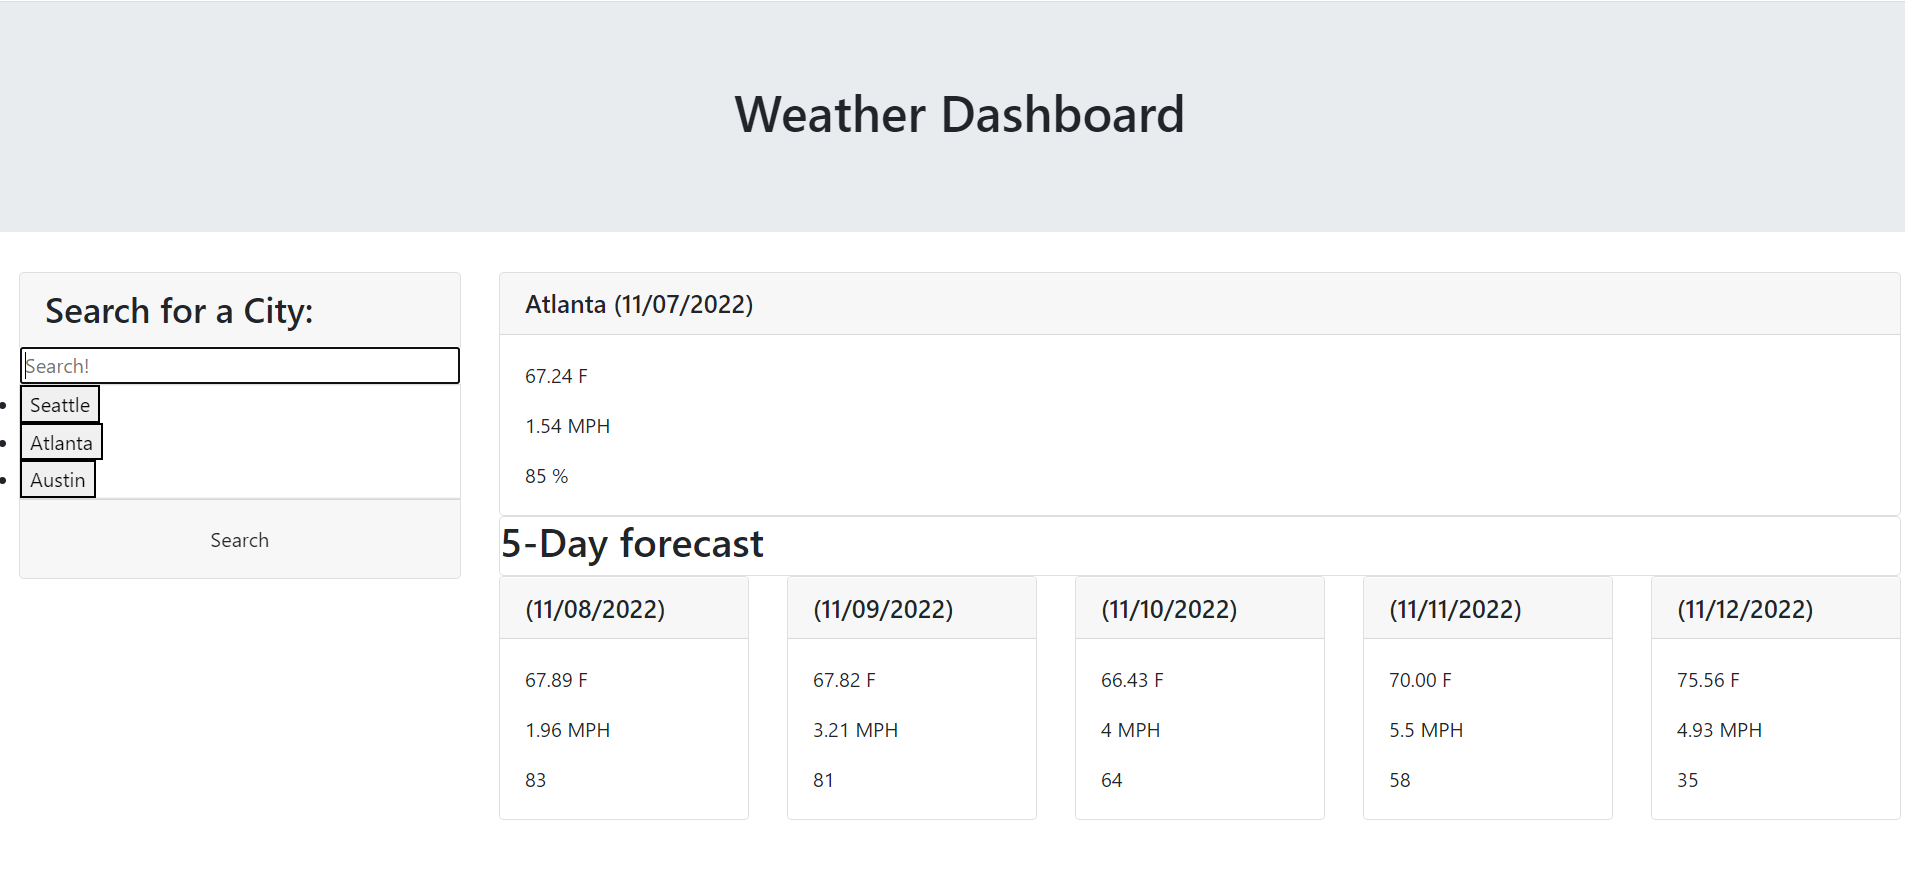 Weather Dashboard
Search for a City:
Search!
Seattle
Atlanta
Austin
Search
Atlanta (11/07/2022)
67.24 F
1.54 MPH
85 %
5-Day forecast
(11/08/2022)
67.89 F
1.96 MPH
83
(11/09/2022)
67.82 F
3.21 MPH
81
(11/10/2022)
66.43 F
4 MPH
64
(11/11/2022)
70.00 F
5.5 MPH
58
(11/12/2022)
75.56 F
4.93 MPH
35